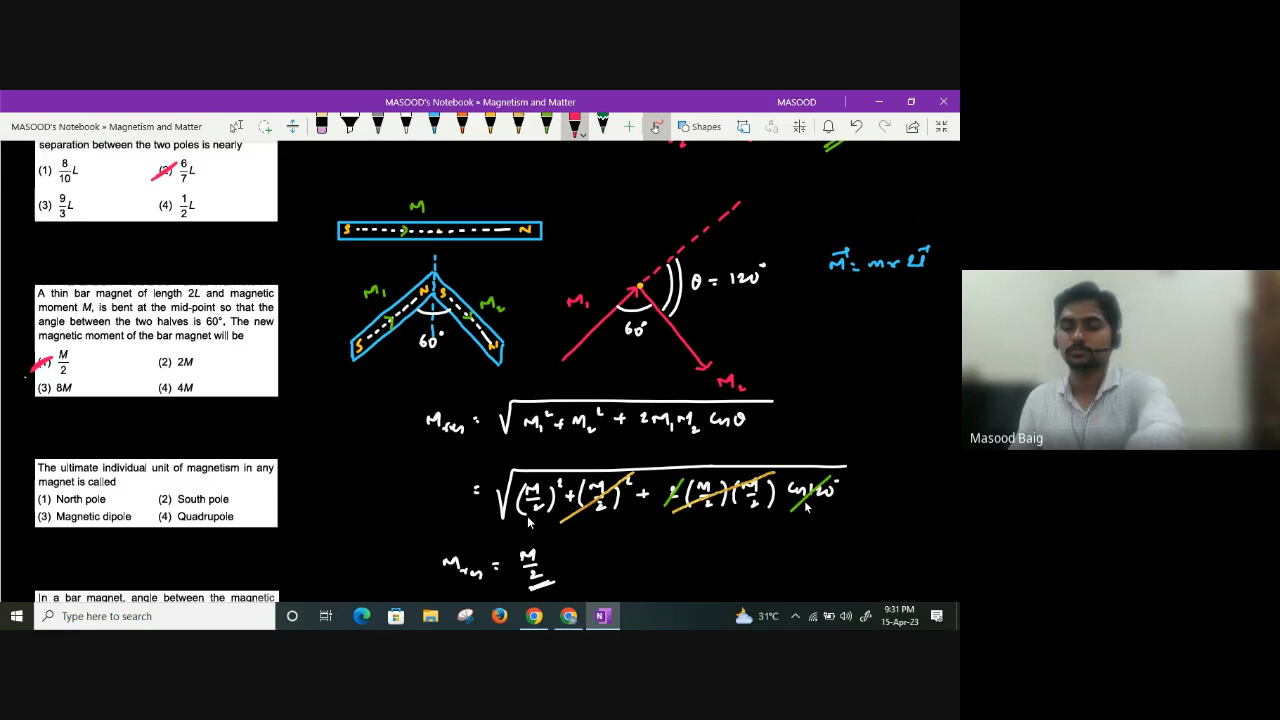 MASOOD's Notebook » Magnetism and Matter
MASOOD
MASOOD's Notebook » Magnetism and Matter
Shapes
separation between the two poles is nearly
(1) 8/10 L (2) 6/7 L
(3) 9/3 L (4) 1/2 L
M
S N
M⃗ = m × 2l⃗
A thin bar magnet of length 2L and magnetic
moment M, is bent at the mid-point so that the
angle between the two halves is 60°, The new
magnetic moment of the bar magnet will be
(1) M/2 (2) 2M
(3) 8M (4) 4M
M₁ N S M₂
S 60° N
M₁ θ = 120°
60°
M₂
Mres = √(M₁² + M₂² + 2M₁M₂ Cosθ)
= √((M/2)² + (M/2)² + 2(M/2)(M/2) Cos120°)
Mres = M/2
The ultimate individual unit of magnetism in any
magnet is called
(1) North pole (2) South pole
(3) Magnetic dipole (4) Quadrupole
In a bar magnet, angle between the magnetic
Masood Baig
Type here to search
31°C
9:31 PM
15-Apr-23